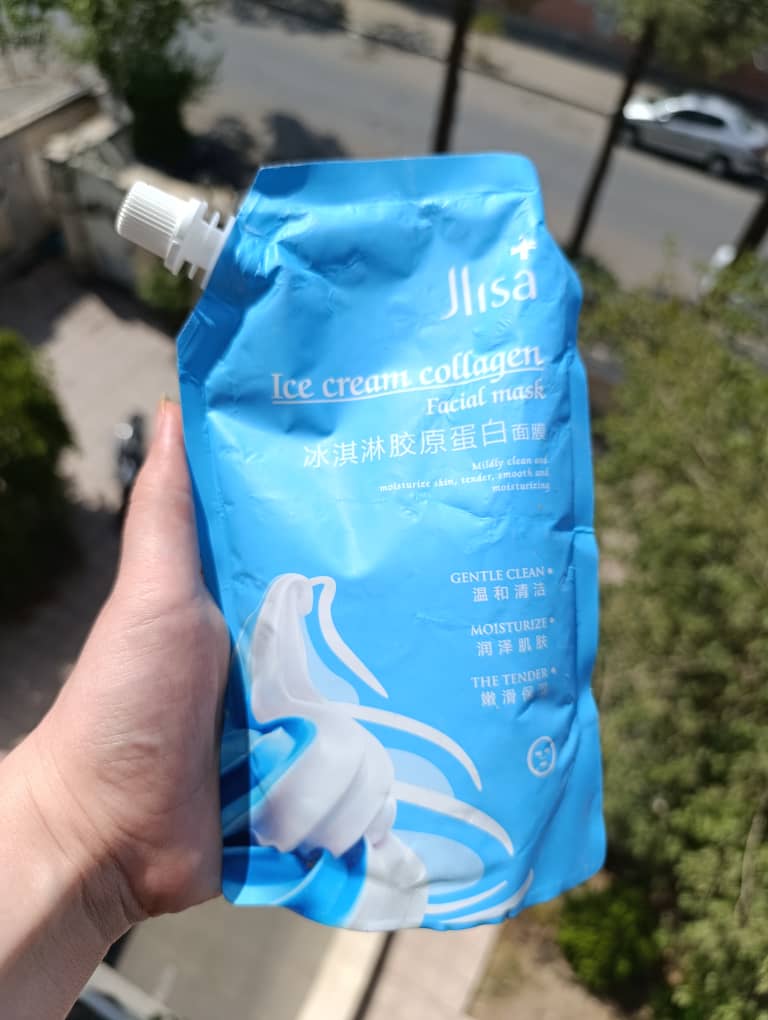 Jlisa
Ice cream collagen
Facial mask
冰淇淋胶原蛋白面膜
Mildly clean and
moisturize skin, tender, smooth and
moisturizing
GENTLE CLEAN
温和清洁
MOISTURIZE
润泽肌肤
THE TENDER
嫩滑保湿